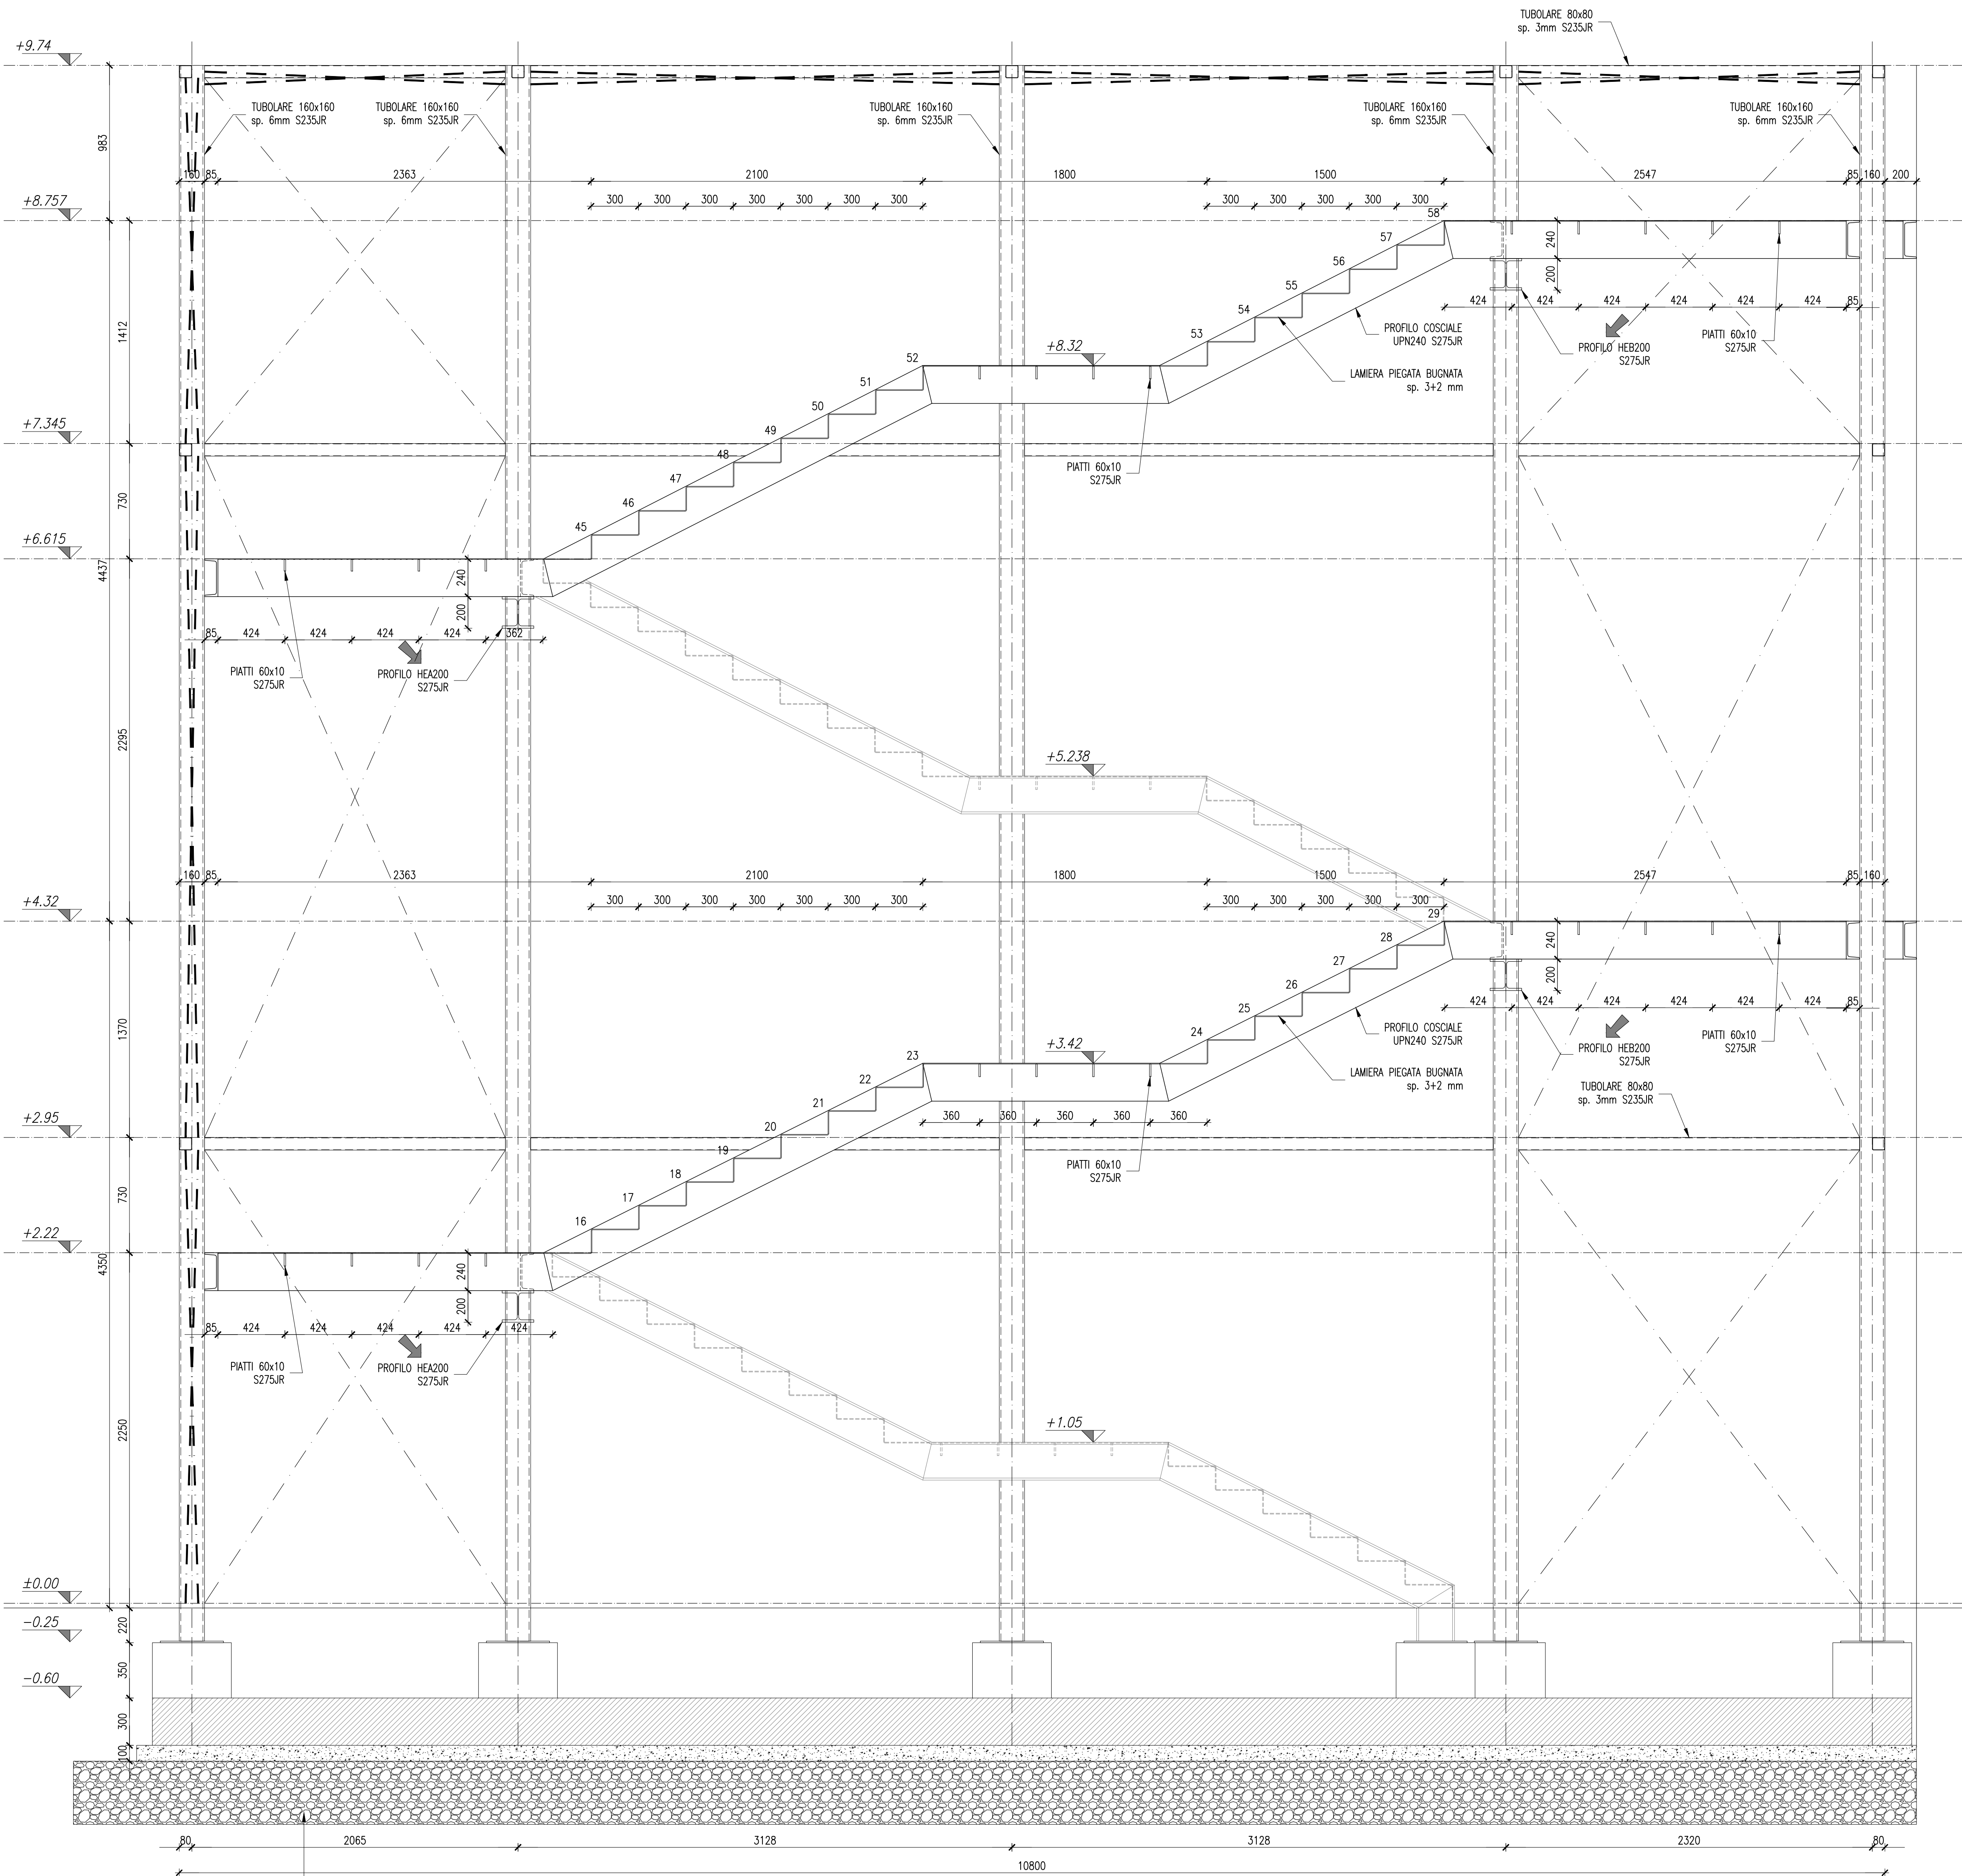 TUBOLARE 80x80
sp. 3mm S235JR
+9.74
TUBOLARE 160x160
sp. 6mm S235JR
TUBOLARE 160x160
sp. 6mm S235JR
TUBOLARE 160x160
sp. 6mm S235JR
TUBOLARE 160x160
sp. 6mm S235JR
TUBOLARE 160x160
sp. 6mm S235JR
983
160 85 2363 2100 1800 1500 2547 85 160 200
300 300 300 300 300 300 300 300 300 300 300 300
+8.757
58
57
56
55
54
53
240
200
424 424 424 424 424 424 85
PROFILO COSCIALE
UPN240 S275JR
PROFILO HEB200
S275JR
PIATTI 60x10
S275JR
LAMIERA PIEGATA BUGNATA
sp. 3+2 mm
1412
+8.32
52
51
50
49
48
47
46
45
+7.345
PIATTI 60x10
S275JR
730
+6.615
4437
240
200
85 424 424 424 424 362
PIATTI 60x10
S275JR
PROFILO HEA200
S275JR
2295
+5.238
160 85 2363 2100 1800 1500 2547 85 160
300 300 300 300 300 300 300 300 300 300 300 300
+4.32
29
28
27
26
25
24
240
200
424 424 424 424 424 424 85
PROFILO COSCIALE
UPN240 S275JR
PROFILO HEB200
S275JR
PIATTI 60x10
S275JR
LAMIERA PIEGATA BUGNATA
sp. 3+2 mm
TUBOLARE 80x80
sp. 3mm S235JR
1370
+3.42
23
22
21
20
19
18
17
16
360 360 360 360 360
+2.95
PIATTI 60x10
S275JR
730
+2.22
4350
240
200
85 424 424 424 424 424
PIATTI 60x10
S275JR
PROFILO HEA200
S275JR
2250
+1.05
±0.00
220
-0.25
350
-0.60
300
100
80 2065 3128 3128 2320 80
10800